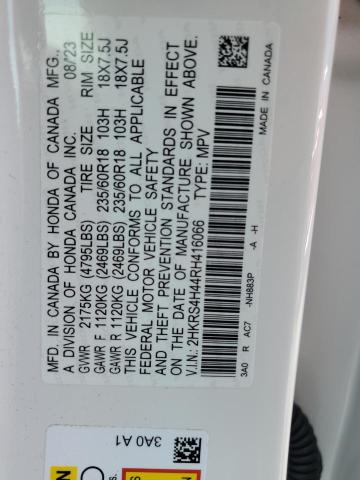 MFD. IN CANADA BY HONDA OF CANADA MFG.,
A DIVISION OF HONDA CANADA INC. 08/23
GVWR 2175KG (4795LBS) TIRE SIZE RIM SIZE
GAWR F 1120KG (2469LBS) 235/60R18 103H 18X7.5J
GAWR R 1120KG (2469LBS) 235/60R18 103H 18X7.5J
THIS VEHICLE CONFORMS TO ALL APPLICABLE
FEDERAL MOTOR VEHICLE SAFETY
AND THEFT PREVENTION STANDARDS IN EFFECT
ON THE DATE OF MANUFACTURE SHOWN ABOVE.
V.I.N.: 2HKRS4H44RH416066 TYPE: MPV
3A0 R AC7 -NH883P -A -H
MADE IN CANADA
3A0 A1